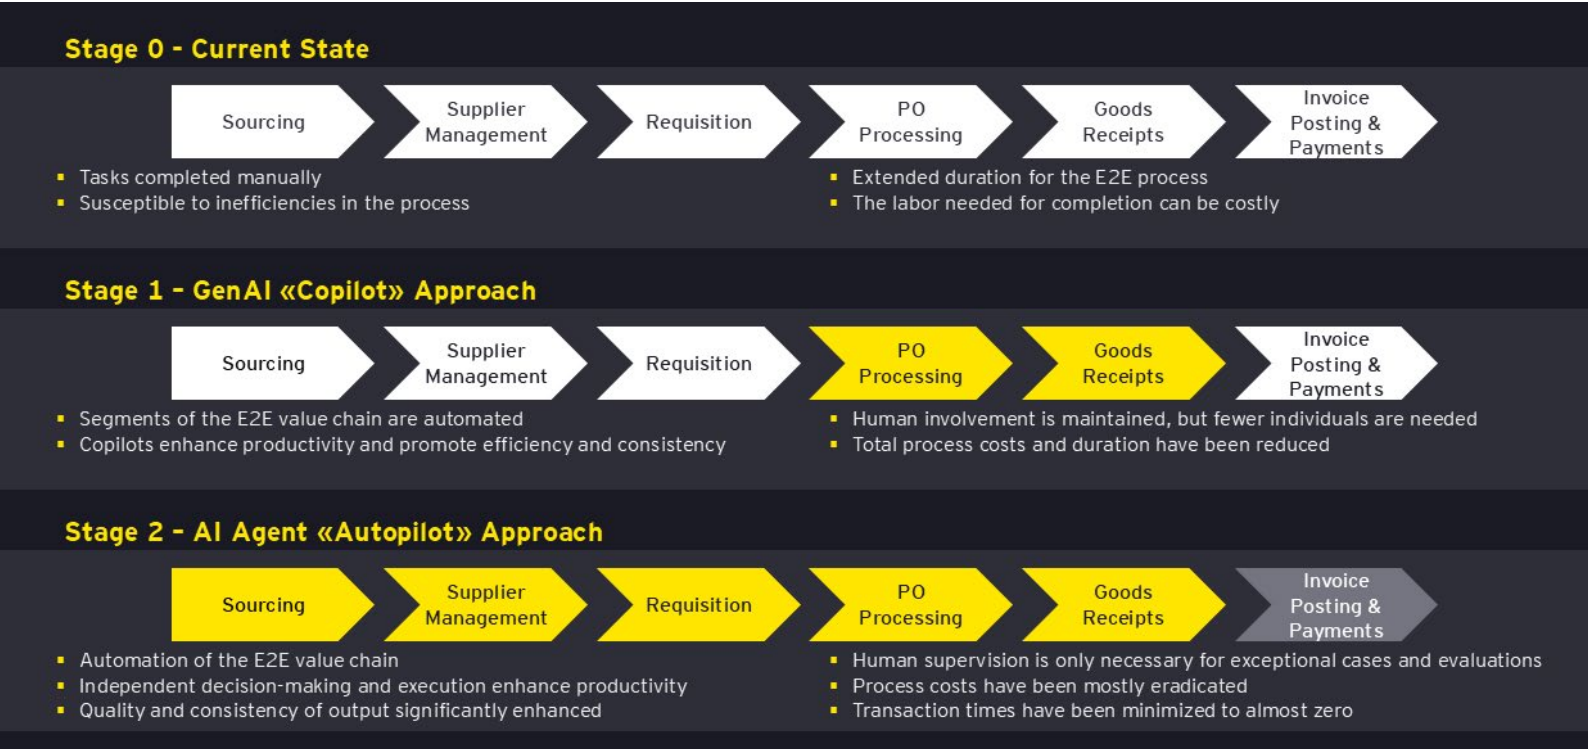 Stage 0 - Current State
Sourcing
Supplier
Management
Requisition
PO
Processing
Goods
Receipts
Invoice
Posting &
Payments
▪ Tasks completed manually
▪ Susceptible to inefficiencies in the process
▪ Extended duration for the E2E process
▪ The labor needed for completion can be costly
Stage 1 – GenAI «Copilot» Approach
Sourcing
Supplier
Management
Requisition
PO
Processing
Goods
Receipts
Invoice
Posting &
Payments
▪ Segments of the E2E value chain are automated
▪ Copilots enhance productivity and promote efficiency and consistency
▪ Human involvement is maintained, but fewer individuals are needed
▪ Total process costs and duration have been reduced
Stage 2 – AI Agent «Autopilot» Approach
Sourcing
Supplier
Management
Requisition
PO
Processing
Goods
Receipts
Invoice
Posting &
Payments
▪ Automation of the E2E value chain
▪ Independent decision-making and execution enhance productivity
▪ Quality and consistency of output significantly enhanced
▪ Human supervision is only necessary for exceptional cases and evaluations
▪ Process costs have been mostly eradicated
▪ Transaction times have been minimized to almost zero